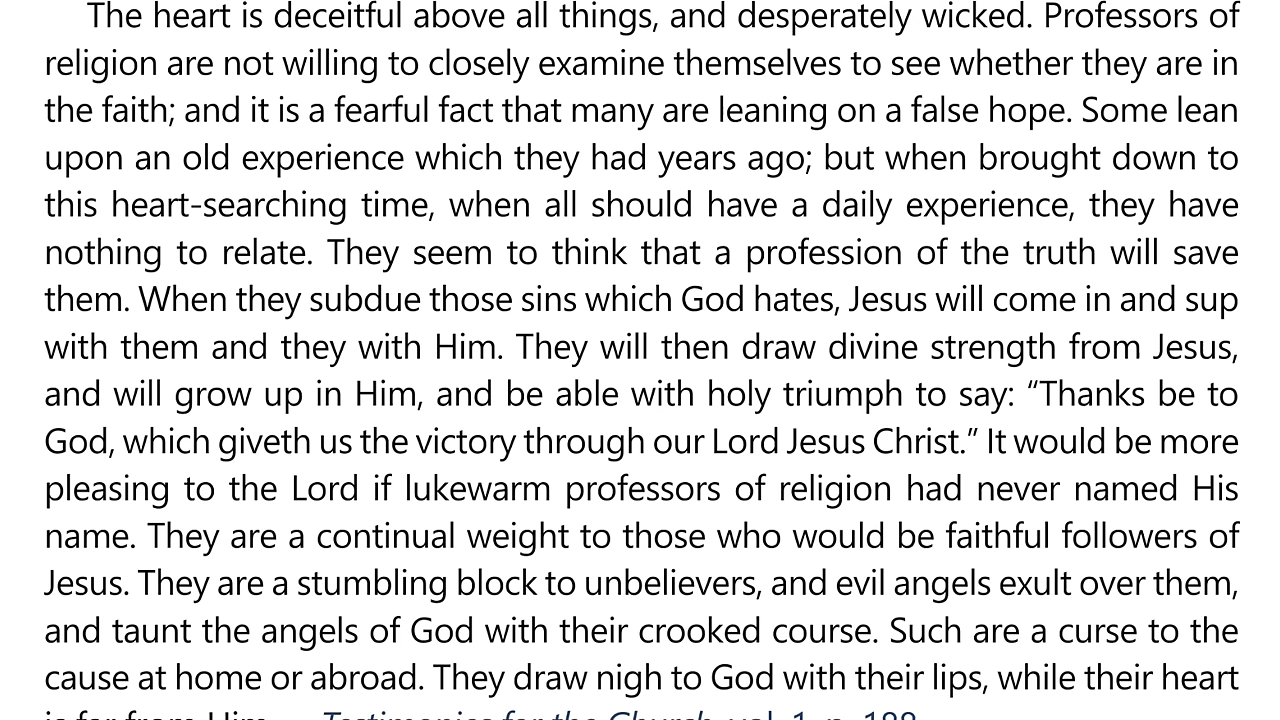 The heart is deceitful above all things, and desperately wicked. Professors of
religion are not willing to closely examine themselves to see whether they are in
the faith; and it is a fearful fact that many are leaning on a false hope. Some lean
upon an old experience which they had years ago; but when brought down to
this heart-searching time, when all should have a daily experience, they have
nothing to relate. They seem to think that a profession of the truth will save
them. When they subdue those sins which God hates, Jesus will come in and sup
with them and they with Him. They will then draw divine strength from Jesus,
and will grow up in Him, and be able with holy triumph to say: “Thanks be to
God, which giveth us the victory through our Lord Jesus Christ.” It would be more
pleasing to the Lord if lukewarm professors of religion had never named His
name. They are a continual weight to those who would be faithful followers of
Jesus. They are a stumbling block to unbelievers, and evil angels exult over them,
and taunt the angels of God with their crooked course. Such are a curse to the
cause at home or abroad. They draw nigh to God with their lips, while their heart
is far from Him. Testimonies for the Church, vol. 1, p. 188